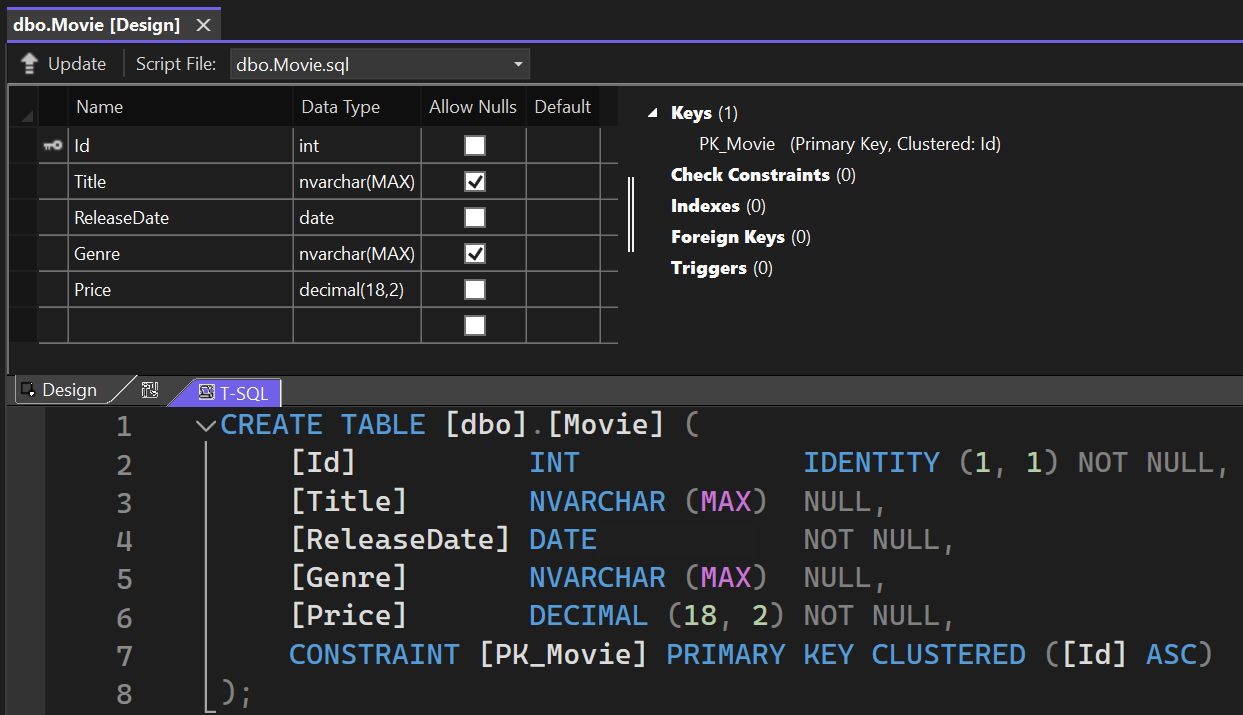 dbo.Movie [Design] ✕
Update Script File: dbo.Movie.sql
Name Data Type Allow Nulls Default
Id int
Title nvarchar(MAX)
ReleaseDate date
Genre nvarchar(MAX)
Price decimal(18,2)
Keys (1)
PK_Movie (Primary Key, Clustered: Id)
Check Constraints (0)
Indexes (0)
Foreign Keys (0)
Triggers (0)
Design T-SQL
1 CREATE TABLE [dbo].[Movie] (
2 [Id] INT IDENTITY (1, 1) NOT NULL,
3 [Title] NVARCHAR (MAX) NULL,
4 [ReleaseDate] DATE NOT NULL,
5 [Genre] NVARCHAR (MAX) NULL,
6 [Price] DECIMAL (18, 2) NOT NULL,
7 CONSTRAINT [PK_Movie] PRIMARY KEY CLUSTERED ([Id] ASC)
8 );